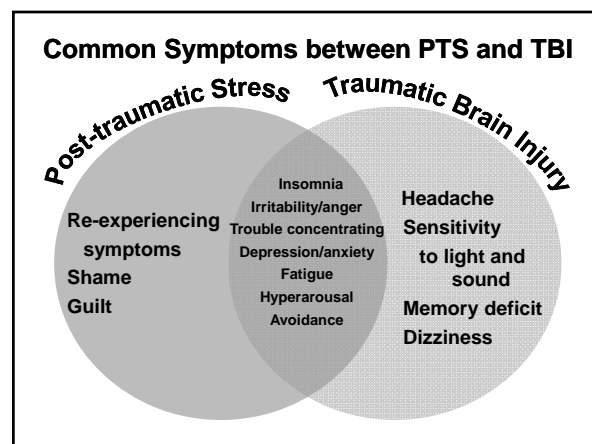 Common Symptoms between PTS and TBI
Post-traumatic Stress
Traumatic Brain Injury
Re-experiencing
symptoms
Shame
Guilt
Insomnia
Irritability/anger
Trouble concentrating
Depression/anxiety
Fatigue
Hyperarousal
Avoidance
Headache
Sensitivity
to light and
sound
Memory deficit
Dizziness